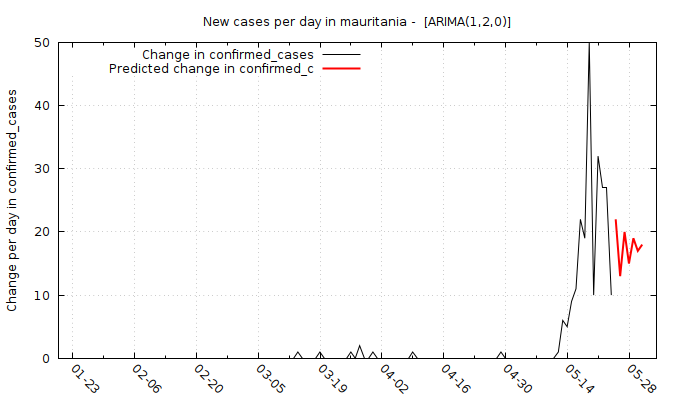 New cases per day in mauritania -  [ARIMA(1,2,0)]
Change in confirmed_cases
Predicted change in confirmed_c
Change per day in confirmed_cases
50
40
30
20
10
0
01-23 02-06 02-20 03-05 03-19 04-02 04-16 04-30 05-14 05-28